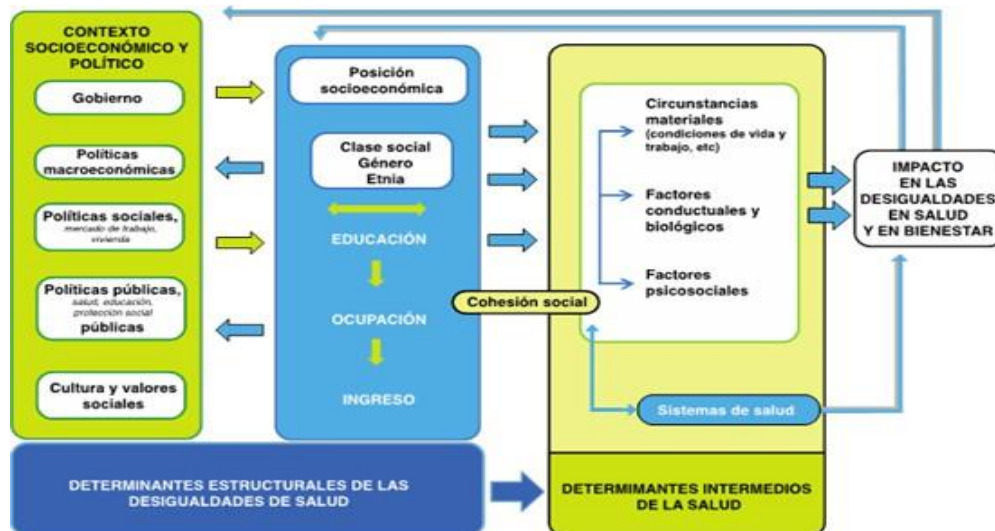 CONTEXTO
SOCIOECONÓMICO Y
POLÍTICO
Gobierno
Políticas
macroeconómicas
Políticas sociales,
mercado de trabajo,
vivienda
Políticas públicas,
salud, educación,
protección social
públicas
Cultura y valores
sociales
Posición
socioeconómica
Clase social
Género
Etnia
EDUCACIÓN
OCUPACIÓN
INGRESO
Cohesión social
Circunstancias
materiales
(condiciones de vida y
trabajo, etc)
Factores
conductuales y
biológicos
Factores
psicosociales
Sistemas de salud
IMPACTO
EN LAS
DESIGUALDADES
EN SALUD
Y EN BIENESTAR
DETERMINANTES ESTRUCTURALES DE LAS
DESIGUALDADES DE SALUD
DETERMIMANTES INTERMEDIOS
DE LA SALUD